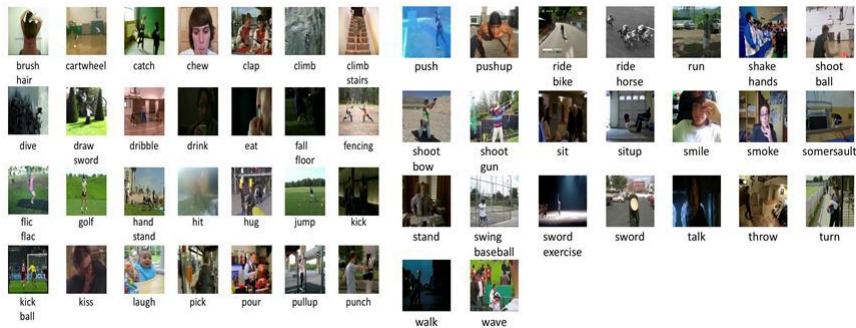 brush hair
cartwheel
catch
chew
clap
climb
climb stairs
dive
draw sword
dribble
drink
eat
fall floor
fencing
flic flac
golf
hand stand
hit
hug
jump
kick
kick ball
kiss
laugh
pick
pour
pullup
punch
push
pushup
ride bike
ride horse
run
shake hands
shoot ball
shoot bow
shoot gun
sit
situp
smile
smoke
somersault
stand
swing baseball
sword exercise
sword
talk
throw
turn
walk
wave